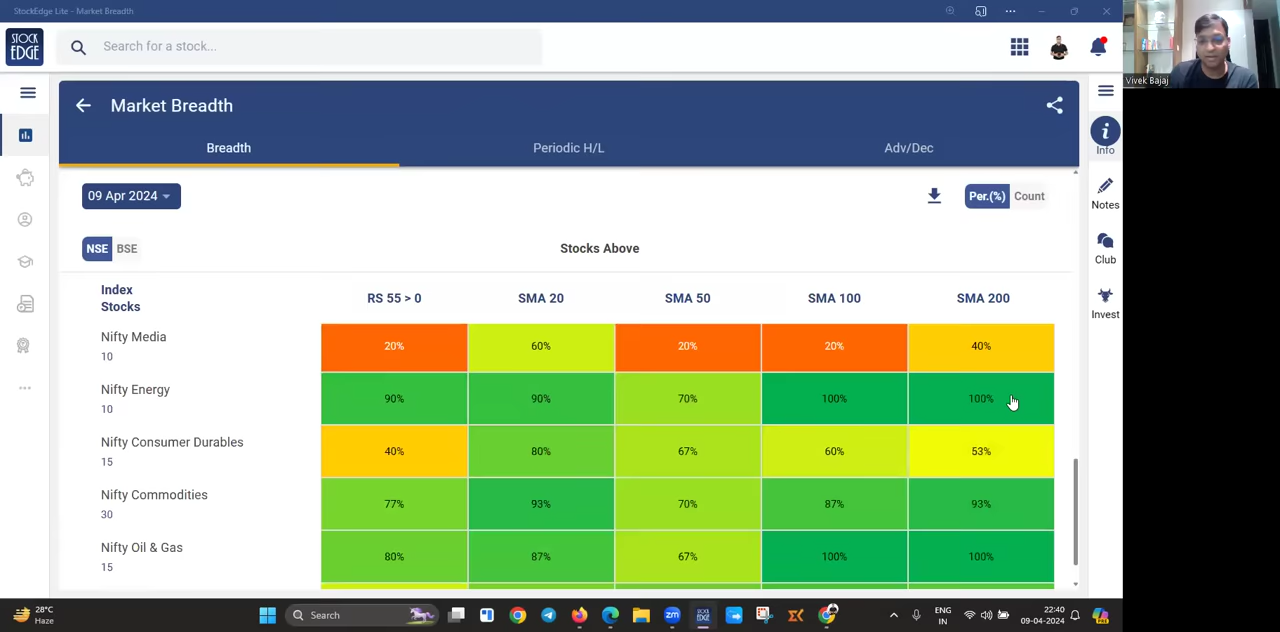 StockEdge Lite - Market Breadth
STOCK
EDGE
Search for a stock...
Vivek Bajaj
Market Breadth
Breadth
Periodic H/L
Adv/Dec
Info
Notes
Club
Invest
09 Apr 2024
Per.(%)
Count
NSE
BSE
Stocks Above
Index
Stocks
RS 55 > 0
SMA 20
SMA 50
SMA 100
SMA 200
Nifty Media
10
20%
60%
20%
20%
40%
Nifty Energy
10
90%
90%
70%
100%
100%
Nifty Consumer Durables
15
40%
80%
67%
60%
53%
Nifty Commodities
30
77%
93%
70%
87%
93%
Nifty Oil & Gas
15
80%
87%
67%
100%
100%
28°C
Haze
Search
zm
STOCK
EDGE
ENG
IN
22:40
09-04-2024